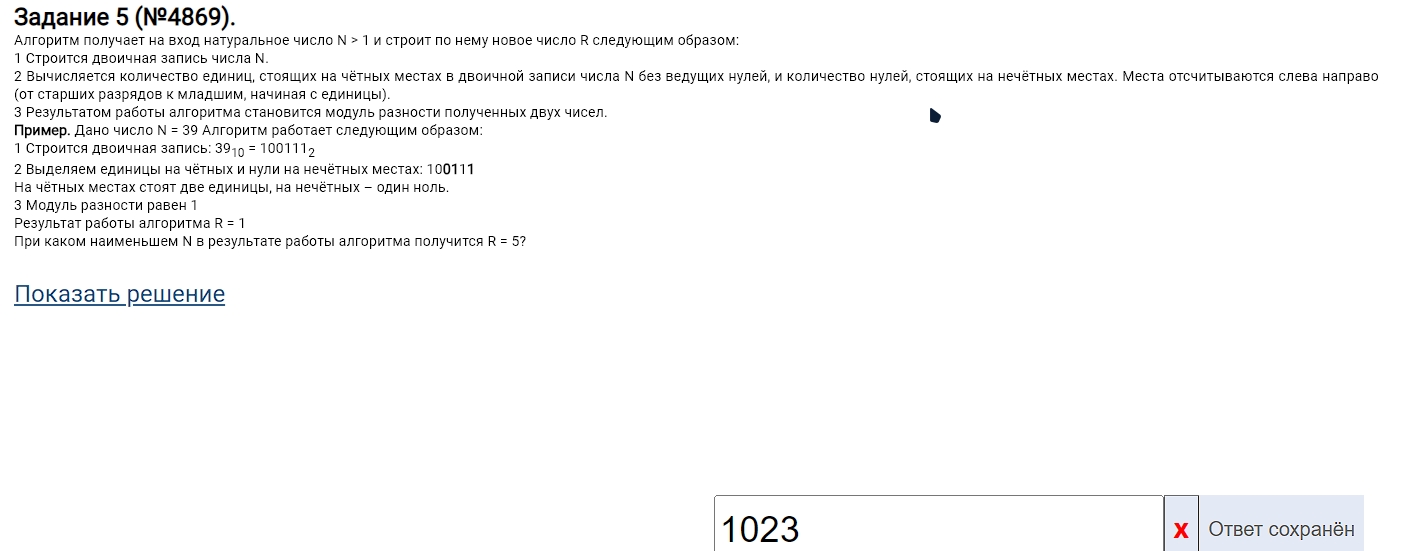 Задание 5 (№4869).
Алгоритм получает на вход натуральное число N > 1 и строит по нему новое число R следующим образом:
1 Строится двоичная запись числа N.
2 Вычисляется количество единиц, стоящих на чётных местах в двоичной записи числа N без ведущих нулей, и количество нулей, стоящих на нечётных местах. Места отсчитываются слева направо
(от старших разрядов к младшим, начиная с единицы).
3 Результатом работы алгоритма становится модуль разности полученных двух чисел.
Пример. Дано число N = 39 Алгоритм работает следующим образом:
1 Строится двоичная запись: 39₁₀ = 100111₂
2 Выделяем единицы на чётных и нули на нечётных местах: 100111
На чётных местах стоят две единицы, на нечётных – один ноль.
3 Модуль разности равен 1
Результат работы алгоритма R = 1
При каком наименьшем N в результате работы алгоритма получится R = 5?
Показать решение
1023 x Ответ сохранён